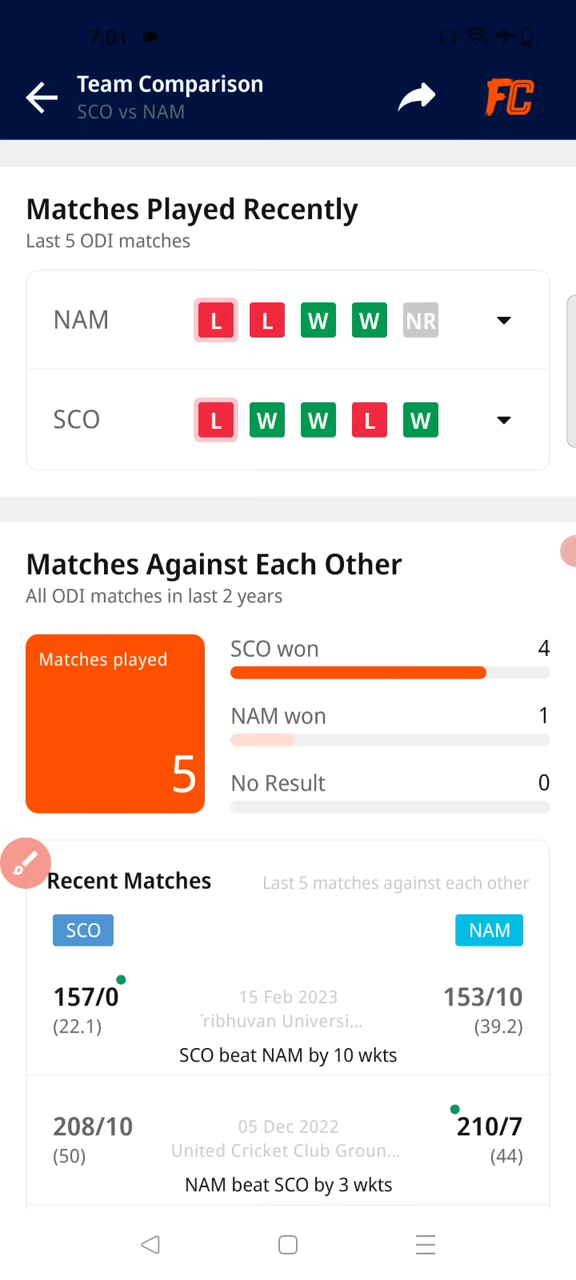 7:01
Team Comparison
SCO vs NAM
FC
Matches Played Recently
Last 5 ODI matches
NAM L L W W NR
SCO L W W L W
Matches Against Each Other
All ODI matches in last 2 years
Matches played
5
SCO won 4
NAM won 1
No Result 0
Recent Matches Last 5 matches against each other
SCO NAM
157/0 15 Feb 2023 153/10
(22.1) ribhuvan Universi... (39.2)
SCO beat NAM by 10 wkts
208/10 05 Dec 2022 210/7
(50) United Cricket Club Groun... (44)
NAM beat SCO by 3 wkts